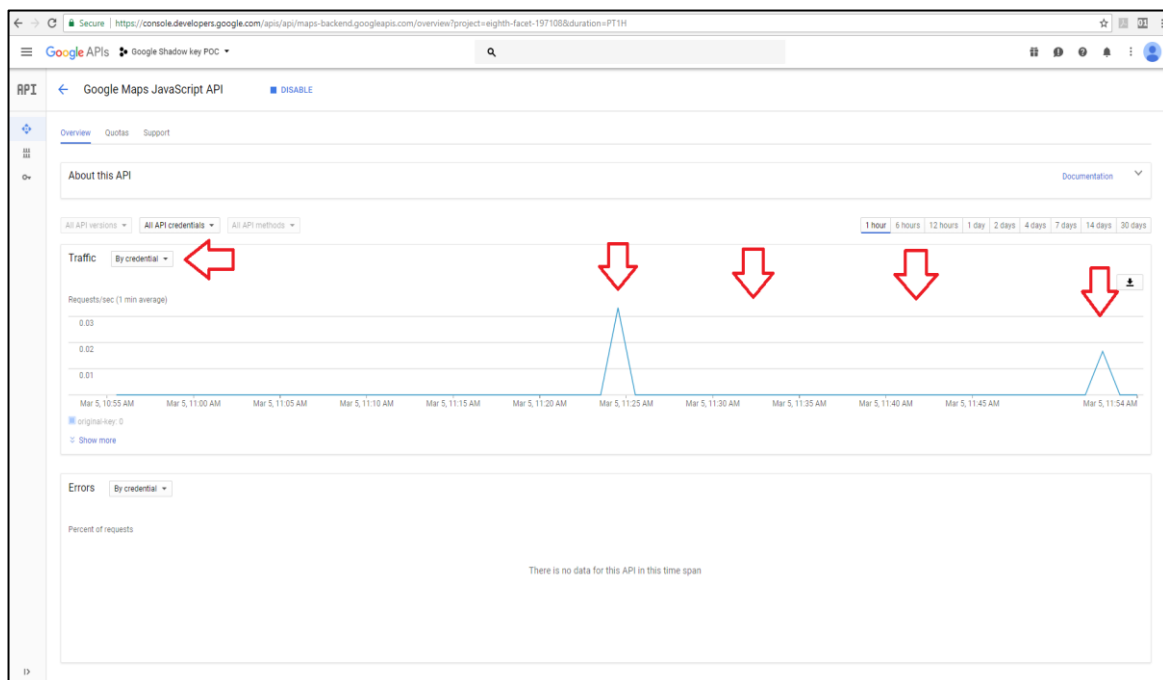 Secure | https://console.developers.google.com/apis/api/maps-backend.googleapis.com/overview?project=eighth-facet-197108&duration=PT1H
Google APIs Google Shadow key POC
API Google Maps JavaScript API DISABLE
Overview Quotas Support
About this API Documentation
All API versions All API credentials All API methods 1 hour 6 hours 12 hours 1 day 2 days 4 days 7 days 14 days 30 days
Traffic By credential
Requests/sec (1 min average)
0.03
0.02
0.01
Mar 5, 10:55 AM Mar 5, 11:00 AM Mar 5, 11:05 AM Mar 5, 11:10 AM Mar 5, 11:15 AM Mar 5, 11:20 AM Mar 5, 11:25 AM Mar 5, 11:30 AM Mar 5, 11:35 AM Mar 5, 11:40 AM Mar 5, 11:45 AM Mar 5, 11:54 AM
original-key: 0
Show more
Errors By credential
Percent of requests
There is no data for this API in this time span